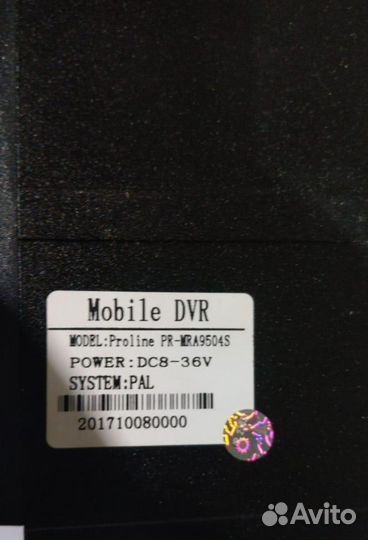 Mobile DVR
MODEL:Proline PR-MRA9504S
POWER:DC8-36V
SYSTEM:PAL
201710080000
Avito